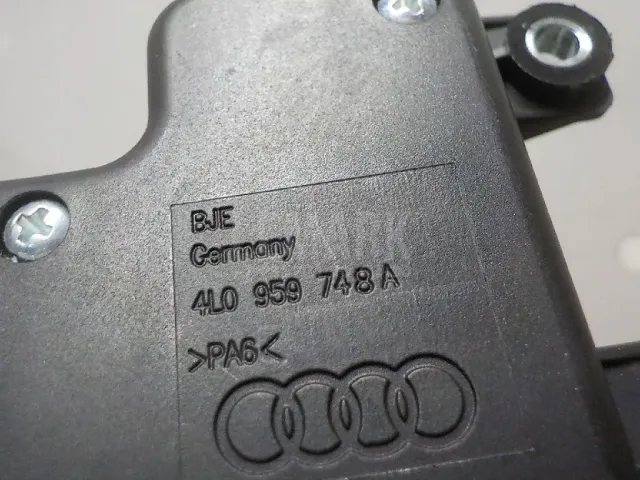 BJE
Germany
4L0 959 748 A
>PA6<